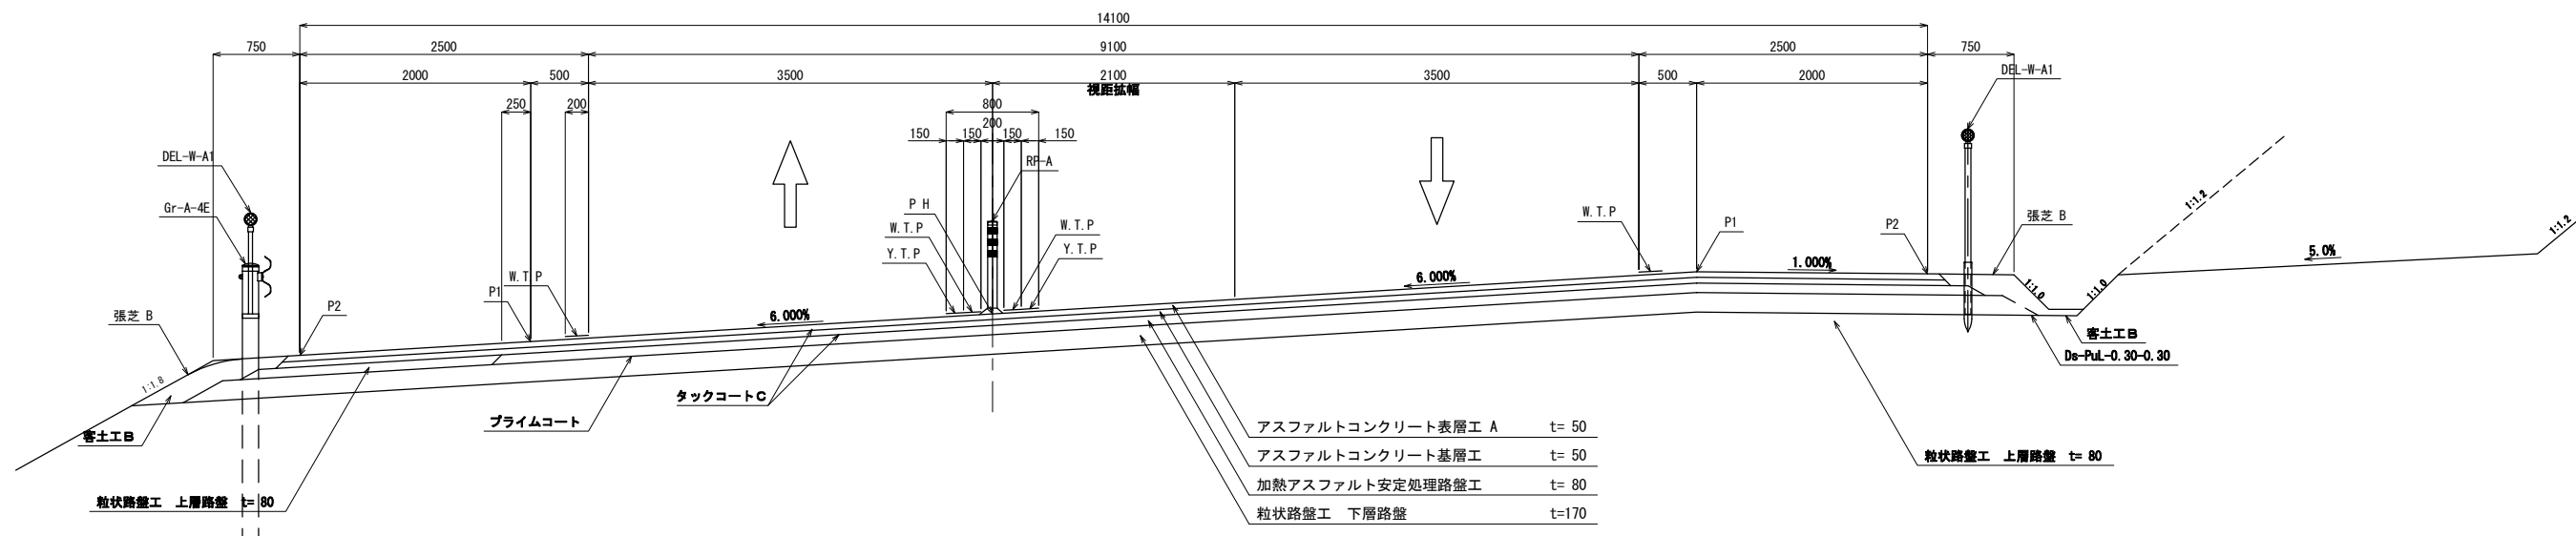 14100
750 2500 9100 2500 750
2000 500 3500 2100 3500 500 2000
視距拡幅
DEL-W-A1
250 200 800
200
150 150 150 150
DEL-W-A1
RP-A
Gr-A-4E
P H
W.T.P
W.T.P
P1
P2
張芝 B
1:1.2
1:1.2
W.T.P
Y.T.P
Y.T.P
5.0%
1.000%
6.000%
W.T.P
P1
P2
1:1.0
1:1.0
張芝 B
6.000%
客土工B
Ds-PuL-0.30-0.30
1:1.8
タックコートC
プライムコート
客土工B
アスファルトコンクリート表層工 A t= 50
アスファルトコンクリート基層工 t= 50
加熱アスファルト安定処理路盤工 t= 80
粒状路盤工 下層路盤 t=170
粒状路盤工 上層路盤 t= 80
粒状路盤工 上層路盤 t= 80